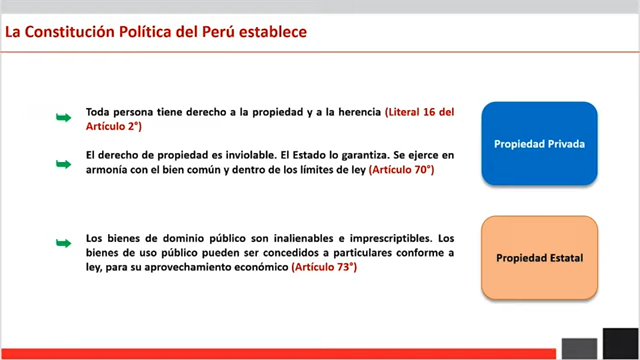 La Constitución Política del Perú establece
Toda persona tiene derecho a la propiedad y a la herencia (Literal 16 del
Artículo 2°)
El derecho de propiedad es inviolable. El Estado lo garantiza. Se ejerce en
armonía con el bien común y dentro de los límites de ley (Artículo 70°)
Propiedad Privada
Los bienes de dominio público son inalienables e imprescriptibles. Los
bienes de uso público pueden ser concedidos a particulares conforme a
ley, para su aprovechamiento económico (Artículo 73°)
Propiedad Estatal